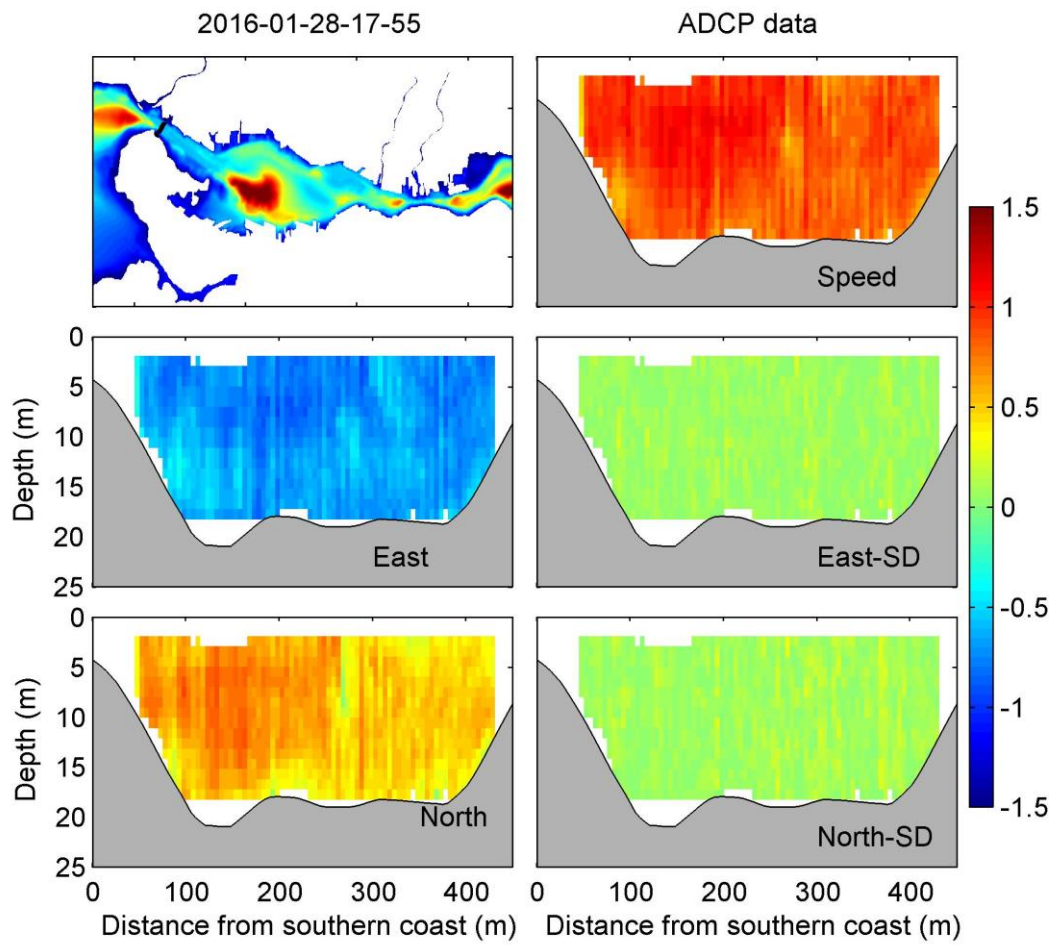 2016-01-28-17-55
ADCP data
Speed
1.5
1
0.5
0
-0.5
-1
-1.5
0
5
10
15
20
25
Depth (m)
East
East-SD
0
5
10
15
20
25
Depth (m)
North
North-SD
0 100 200 300 400
0 100 200 300 400
Distance from southern coast (m)
Distance from southern coast (m)